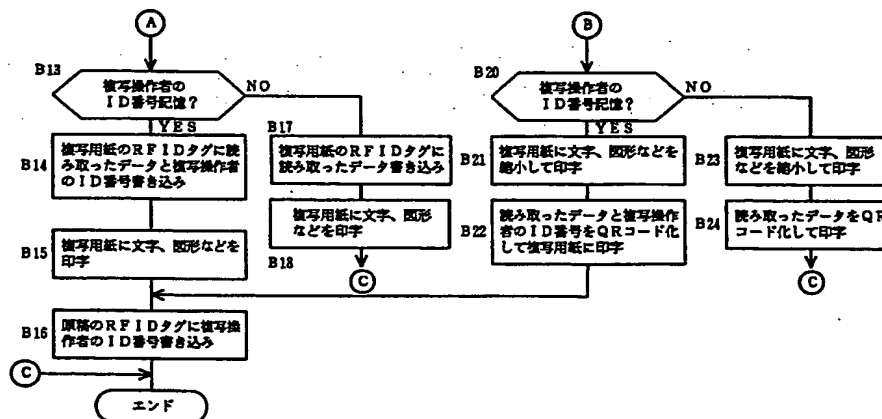 A
B
B13
複写操作者の
ID番号記憶?
NO
YES
B14
複写用紙のRFIDタグに読
み取ったデータと複写操作者
のID番号書き込み
B15
複写用紙に文字、図形などを
印字
B16
原稿のRFIDタグに複写操
作者のID番号書き込み
C
エンド
B17
複写用紙のRFIDタグに
読み取ったデータ書き込み
複写用紙に文字、図形
などを印字
B18
C
B20
複写操作者の
ID番号記憶?
NO
YES
B21
複写用紙に文字、図形などを
縮小して印字
B22
読み取ったデータと複写操作
者のID番号をQRコード化
して複写用紙に印字
B23
複写用紙に文字、図形
などを縮小して印字
B24
読み取ったデータをQR
コード化して印字
C